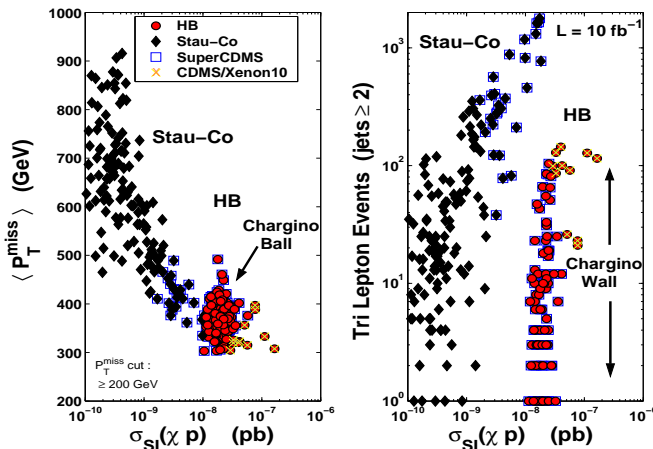 HB
Stau-Co
SuperCDMS
CDMS/Xenon10
1000
900
800
700
600
500
400
300
200
⟨ P_T^miss ⟩ (GeV)
Stau-Co
HB
Chargino
Ball
P_T^miss cut :
≥ 200 GeV
10^-10
10^-9
10^-8
10^-7
10^-6
σ_SI(χ p) (pb)
L = 10 fb^-1
Stau-Co
HB
Chargino
Wall
Tri Lepton Events (jets ≥ 2)
10^3
10^2
10^1
10^0
10^-10
10^-9
10^-8
10^-7
10^-6
σ_SI(χ p) (pb)